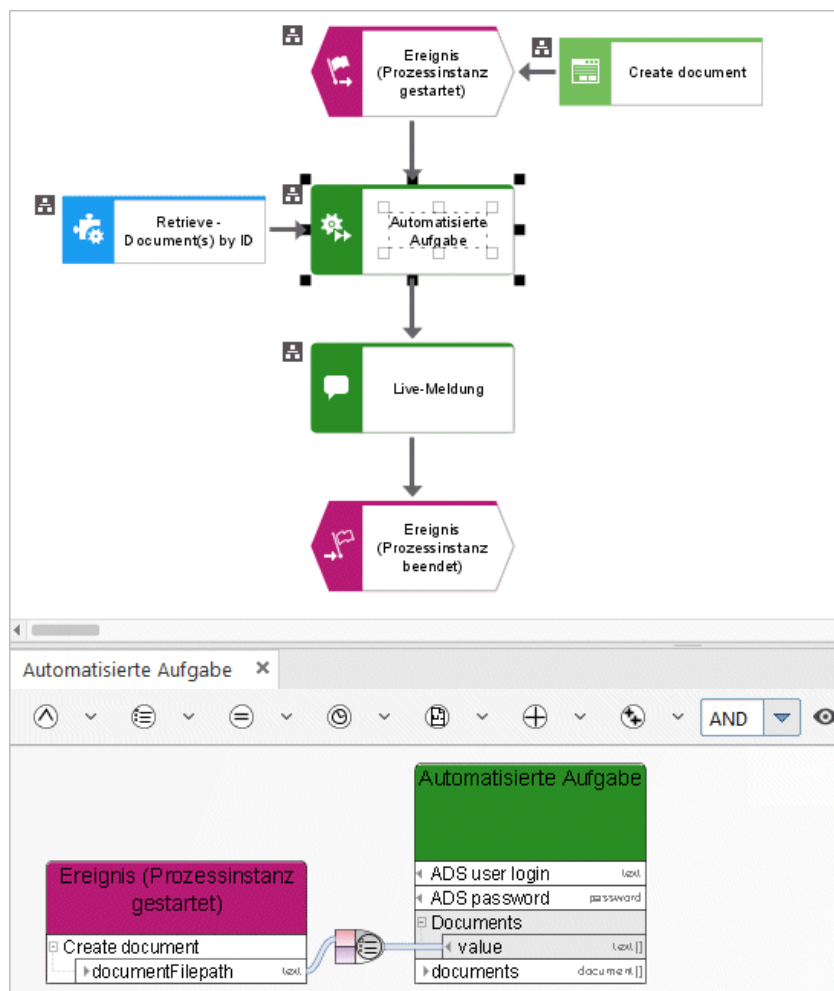 Ereignis
(Prozessinstanz
gestartet)
Create document
Retrieve -
Document(s) by ID
Automatisierte
Aufgabe
Live-Meldung
Ereignis
(Prozessinstanz
beendet)
Automatisierte Aufgabe
AND
Automatisierte Aufgabe
ADS user login text
ADS password password
Documents
value text[]
documents document[]
Ereignis (Prozessinstanz
gestartet)
Create document
documentFilepath text